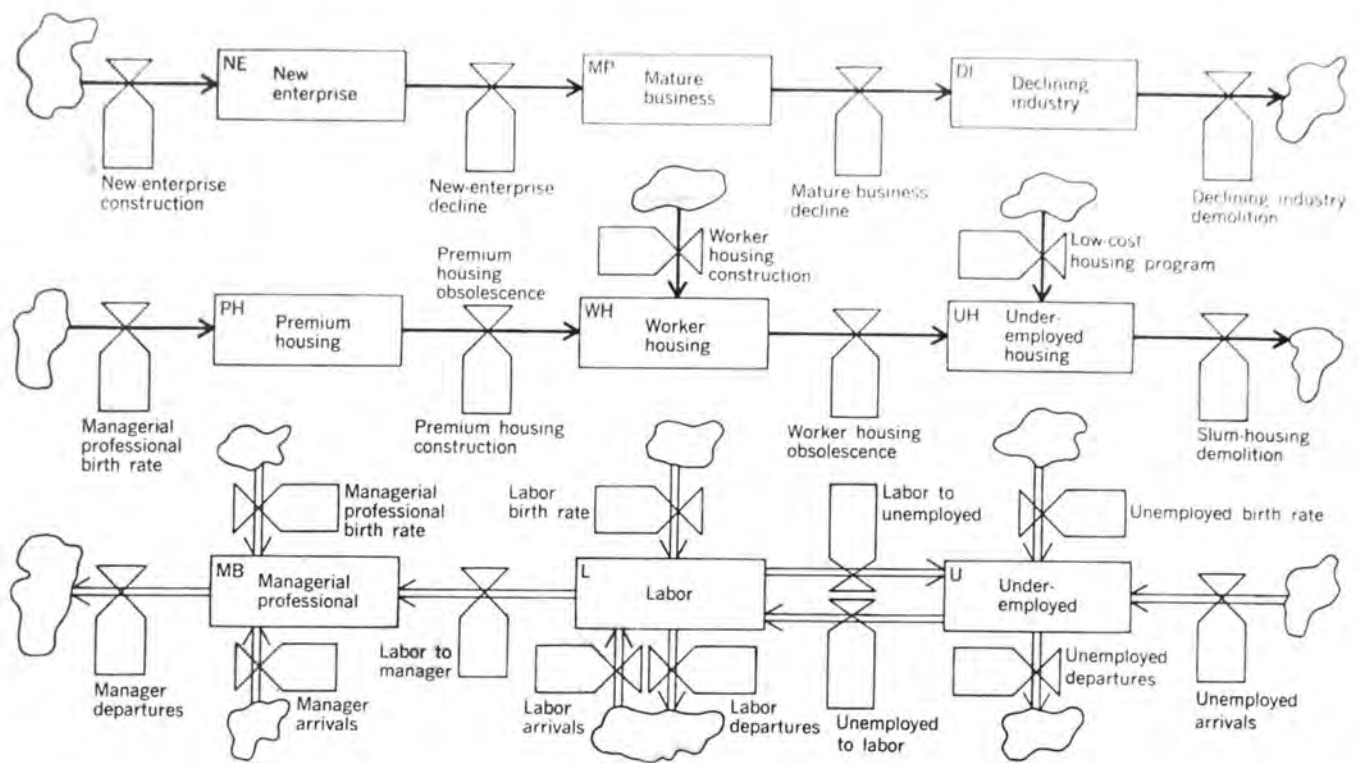 NE
New
enterprise
MP
Mature
business
DI
Declining
industry
New-enterprise
construction
New-enterprise
decline
Mature-business
decline
Declining industry
demolition
Premium
housing
obsolescence
Worker
housing
construction
Low-cost
housing program
PH
Premium
housing
WH
Worker
housing
UH
Under-
employed
housing
Managerial
professional
birth rate
Premium housing
construction
Worker housing
obsolescence
Slum-housing
demolition
Managerial
professional
birth rate
Labor
birth rate
Labor to
unemployed
Unemployed birth rate
MB
Managerial
professional
L
Labor
U
Under-
employed
Manager
departures
Manager
arrivals
Labor to
manager
Labor
arrivals
Labor
departures
Unemployed
to labor
Unemployed
departures
Unemployed
arrivals